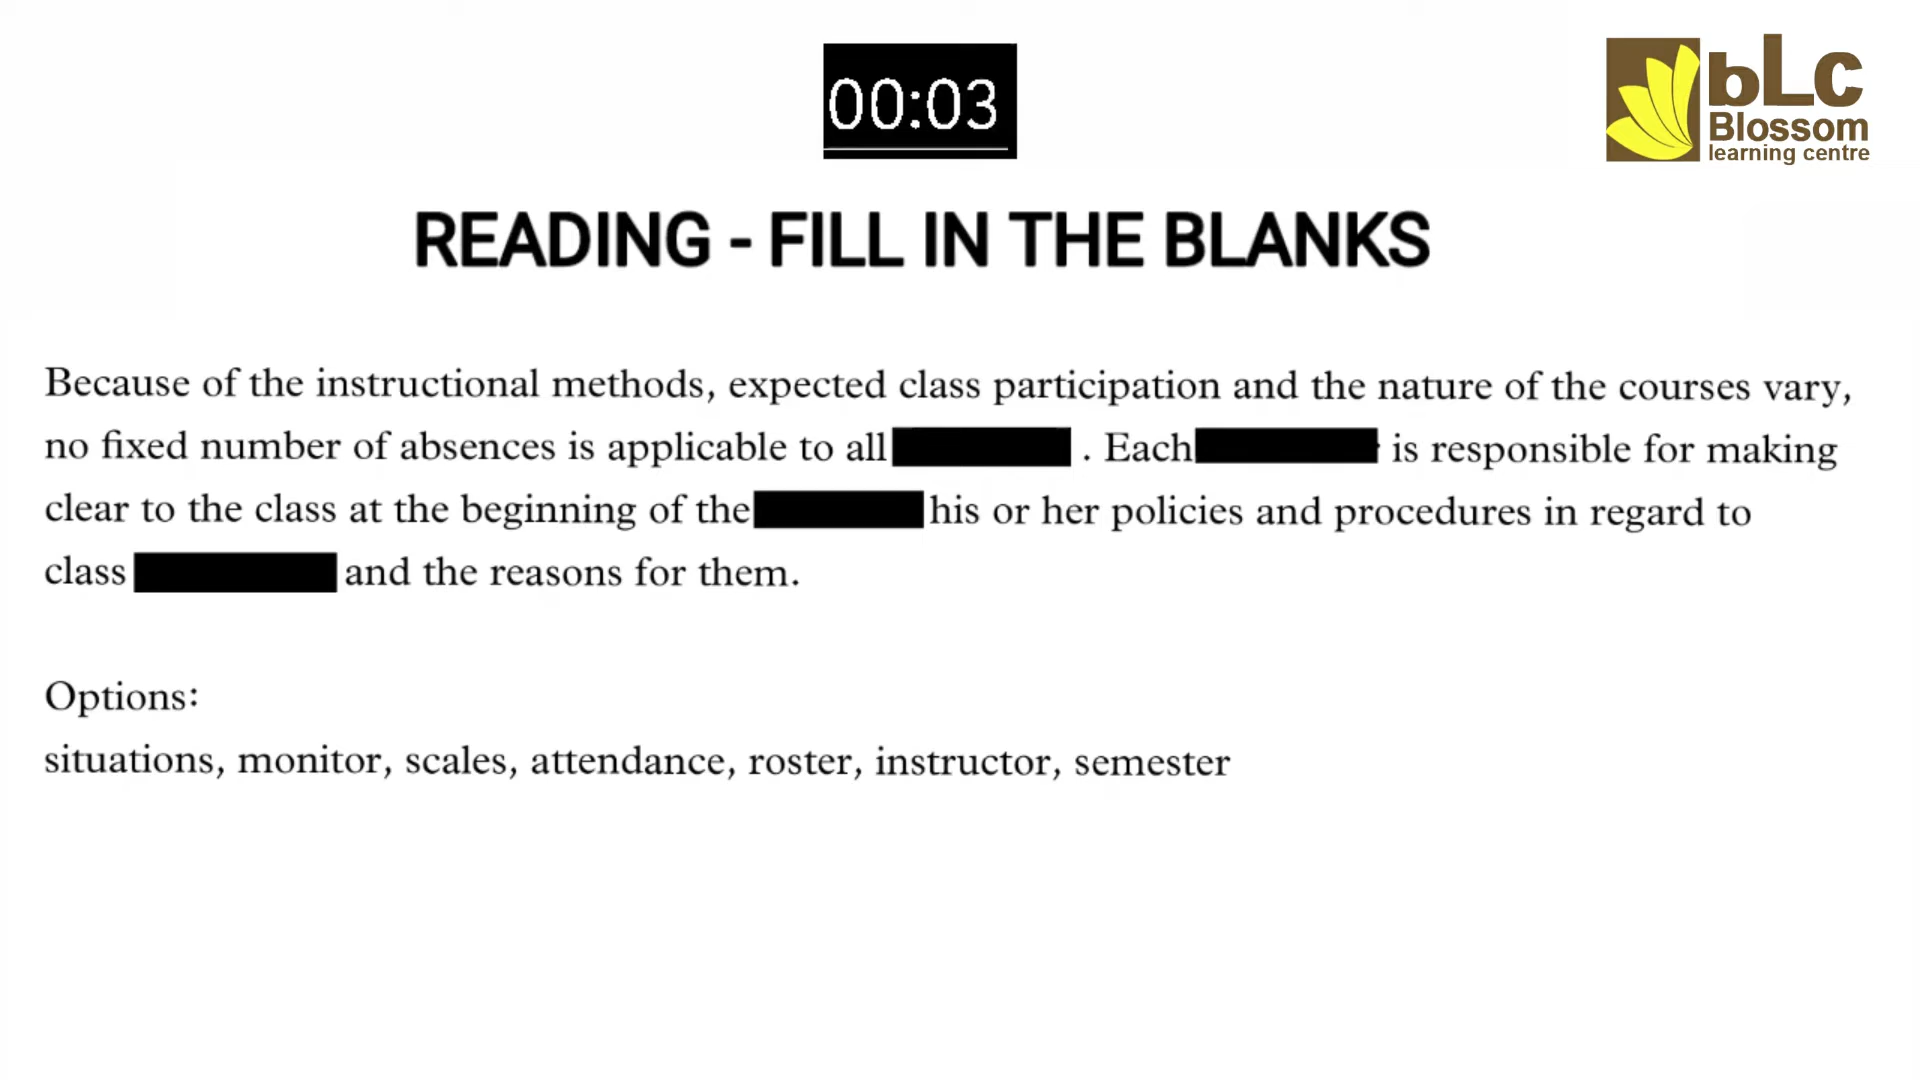 00:03
bLc
Blossom
learning centre
READING - FILL IN THE BLANKS
Because of the instructional methods, expected class participation and the nature of the courses vary,
no fixed number of absences is applicable to all . Each is responsible for making
clear to the class at the beginning of the his or her policies and procedures in regard to
class and the reasons for them.
Options:
situations, monitor, scales, attendance, roster, instructor, semester